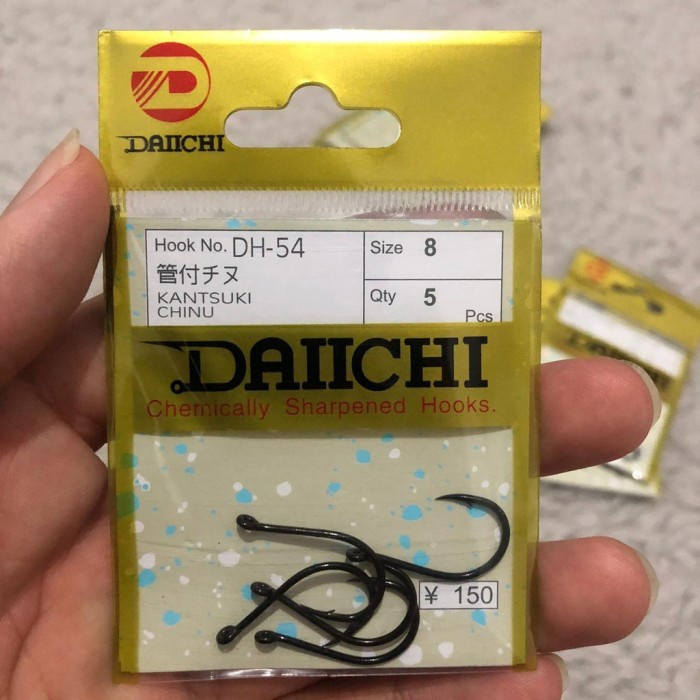 DAIICHI
Hook No. DH-54
管付チヌ
KANTSUKI
CHINU
Size 8
Qty 5
Pcs
DAIICHI
Chemically Sharpened Hooks.
¥ 150
DAIICHI